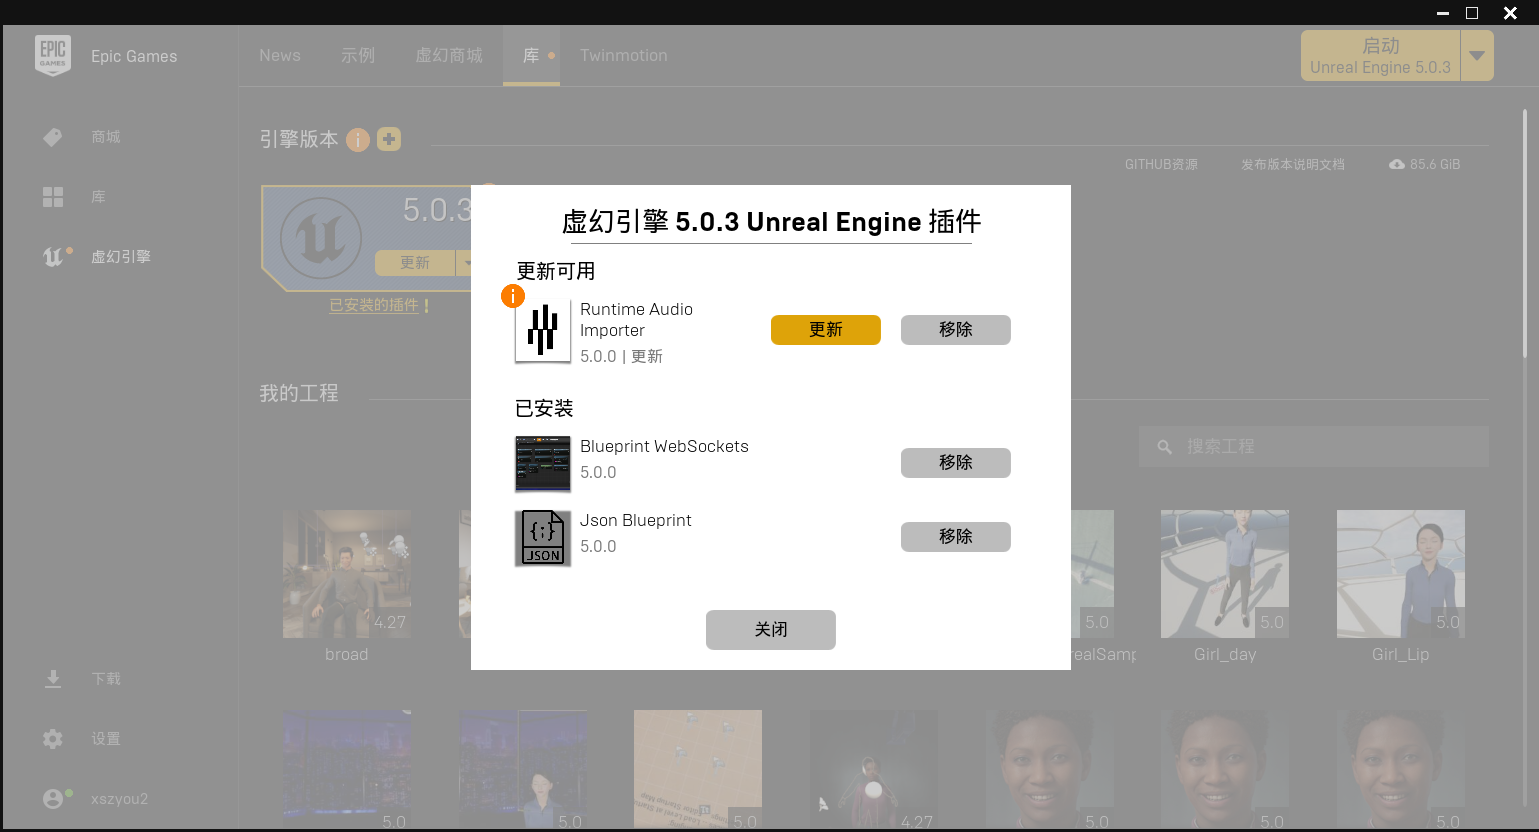 EPIC
GAMES
Epic Games
News
示例
虚幻商城
库
Twinmotion
启动
Unreal Engine 5.0.3
商城
库
虚幻引擎
引擎版本
GITHUB资源
发布版本说明文档
85.6 GiB
5.0.3
更新
已安装的插件
虚幻引擎 5.0.3 Unreal Engine 插件
更新可用
Runtime Audio
Importer
5.0.0 | 更新
更新
移除
已安装
Blueprint WebSockets
5.0.0
移除
JSON
Json Blueprint
5.0.0
移除
关闭
我的工程
搜索工程
4.27
5.0
5.0
5.0
broad
realSamp
Girl_day
Girl_Lip
5.0
5.0
5.0
4.27
5.0
5.0
5.0
下载
设置
xszyou2